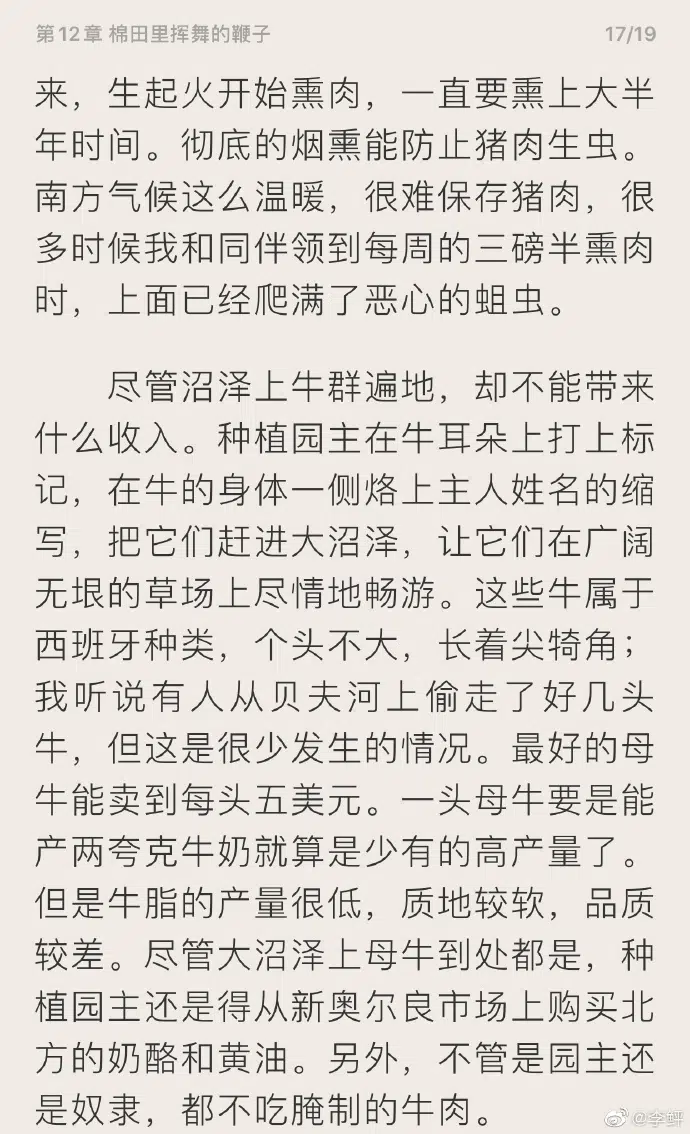 第12章 棉田里挥舞的鞭子
17/19
来，生起火开始熏肉，一直要熏上大半
年时间。彻底的烟熏能防止猪肉生虫。
南方气候这么温暖，很难保存猪肉，很
多时候我和同伴领到每周的三磅半熏肉
时，上面已经爬满了恶心的蛆虫。
尽管沼泽上牛群遍地，却不能带来
什么收入。种植园主在牛耳朵上打上标
记，在牛的身体一侧烙上主人姓名的缩
写，把它们赶进大沼泽，让它们在广阔
无垠的草场上尽情地畅游。这些牛属于
西班牙种类，个头不大，长着尖犄角；
我听说有人从贝夫河上偷走了好几头
牛，但这是很少发生的情况。最好的母
牛能卖到每头五美元。一头母牛要是能
产两夸克牛奶就算是少有的高产量了。
但是牛脂的产量很低，质地较软，品质
较差。尽管大沼泽上母牛到处都是，种
植园主还是得从新奥尔良市场上购买北
方的奶酪和黄油。另外，不管是园主还
是奴隶，都不吃腌制的牛肉。
@李鲆